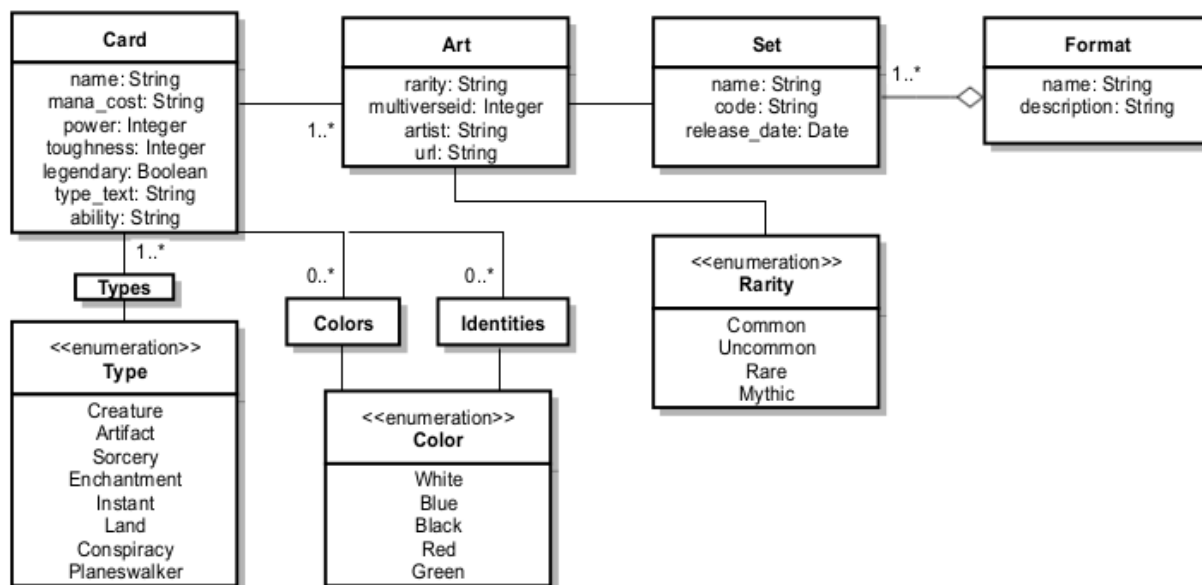 Card
name: String
mana_cost: String
power: Integer
toughness: Integer
legendary: Boolean
type_text: String
ability: String
1..*
Art
rarity: String
multiverseid: Integer
artist: String
url: String
Set
name: String
code: String
release_date: Date
1..*
Format
name: String
description: String
1..*
Types
<<enumeration>>
Type
Creature
Artifact
Sorcery
Enchantment
Instant
Land
Conspiracy
Planeswalker
0..*
Colors
0..*
Identities
<<enumeration>>
Color
White
Blue
Black
Red
Green
<<enumeration>>
Rarity
Common
Uncommon
Rare
Mythic